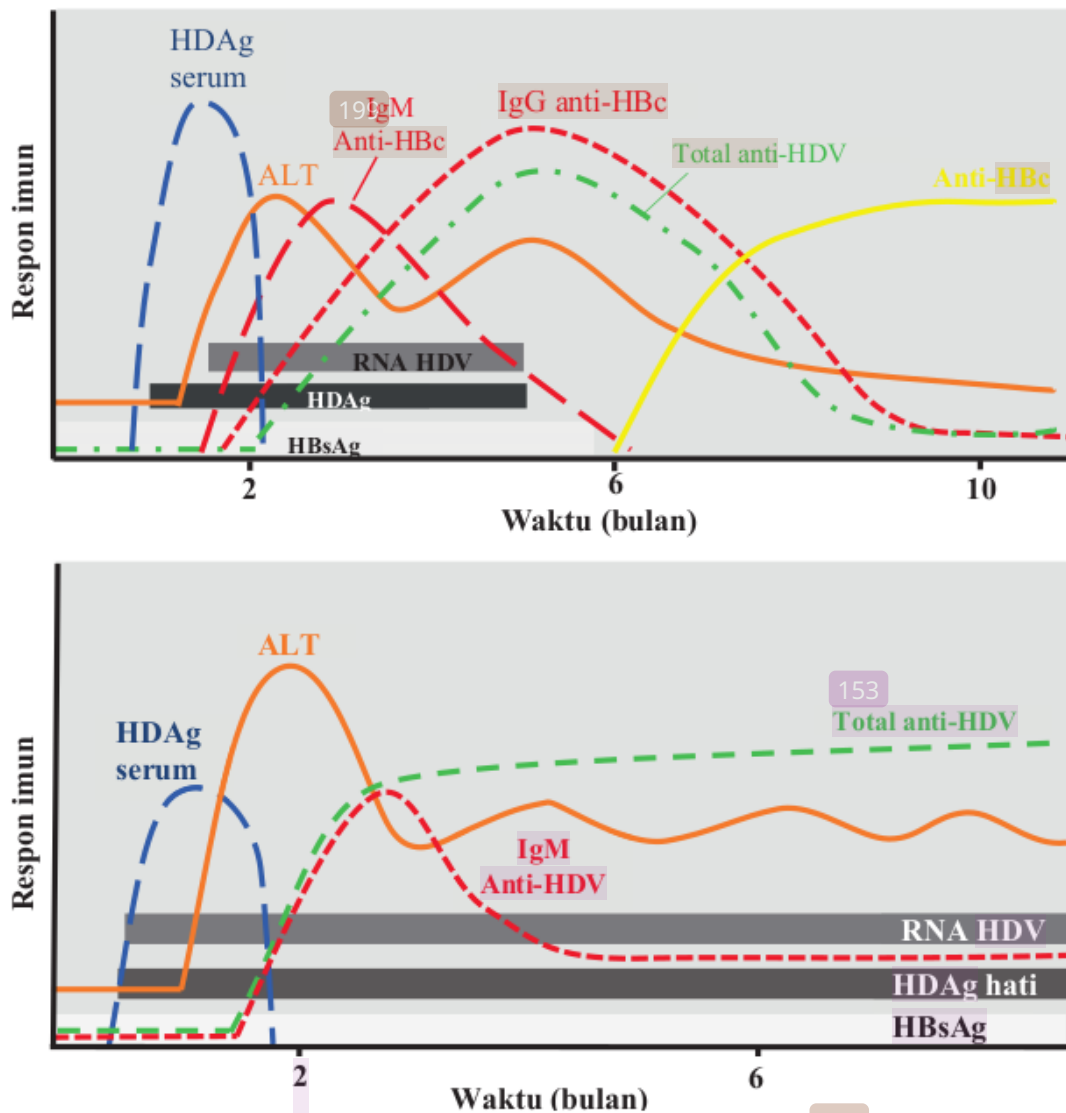 HDAg
serum
199
IgM
Anti-HBc
IgG anti-HBc
Total anti-HDV
ALT
Anti-HBc
Respon imun
RNA HDV
HDAg
HBsAg
2
6
10
Waktu (bulan)
ALT
153
Total anti-HDV
HDAg
serum
Respon imun
IgM
Anti-HDV
RNA HDV
HDAg hati
HBsAg
2
6
Waktu (bulan)